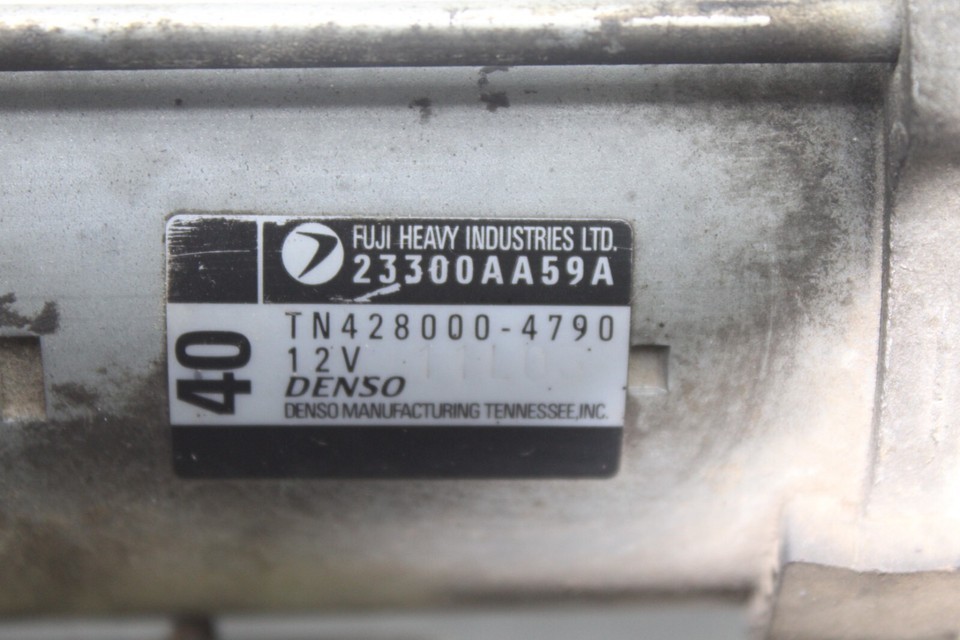 FUJI HEAVY INDUSTRIES LTD.
23300AA59A
40
TN428000-4790
12V
DENSO
DENSO MANUFACTURING TENNESSEE,INC.